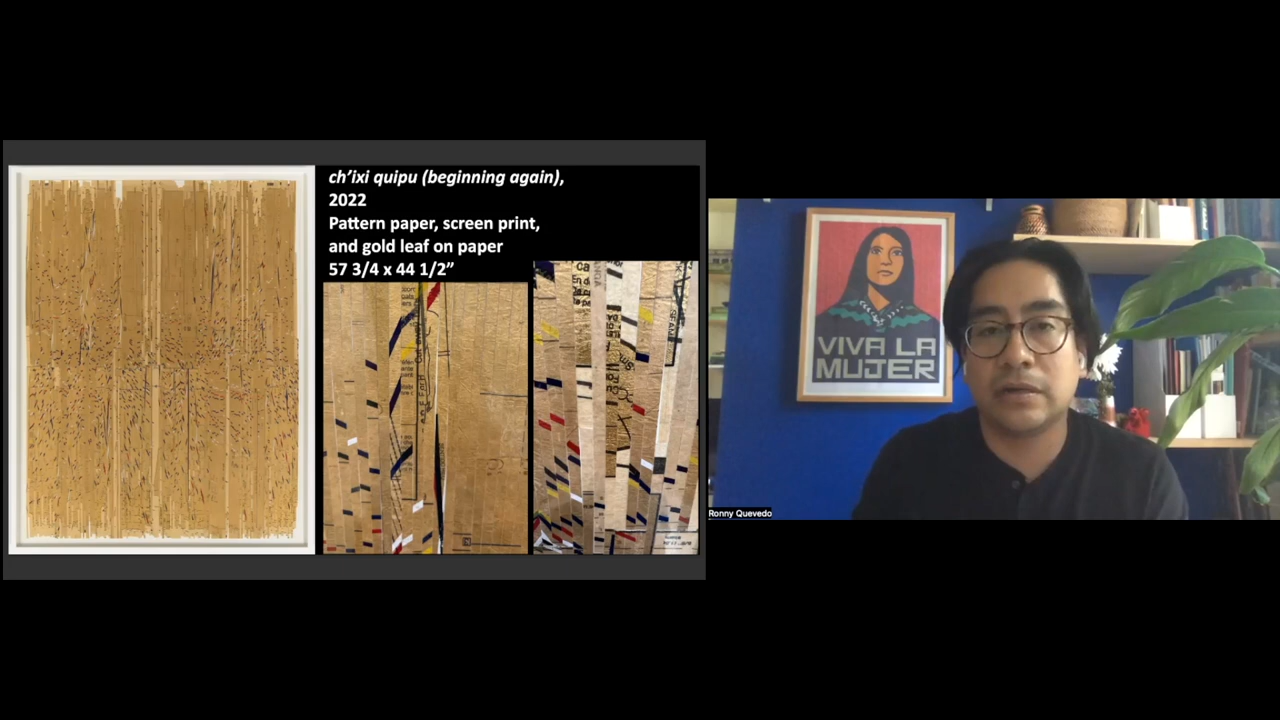 ch’ixi quipu (beginning again),
2022
Pattern paper, screen print,
and gold leaf on paper
57 3/4 x 44 1/2”
VIVA LA
MUJER
Ronny Quevedo